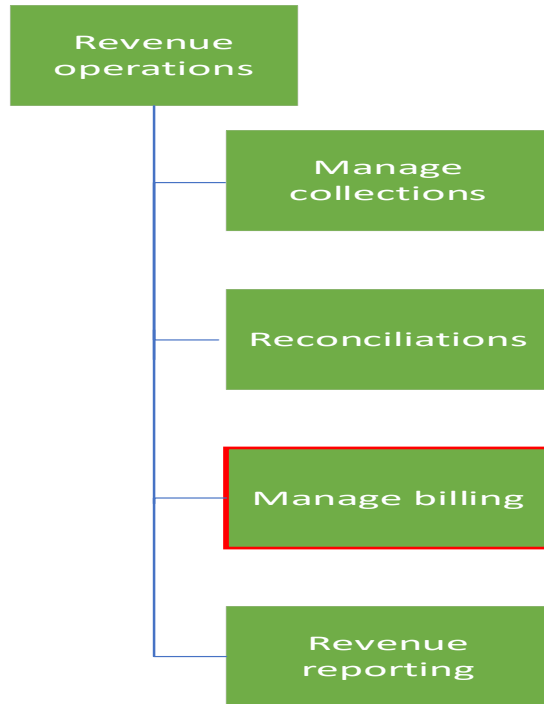 Revenue
operations
Manage
collections
Reconciliations
Manage billing
Revenue
reporting